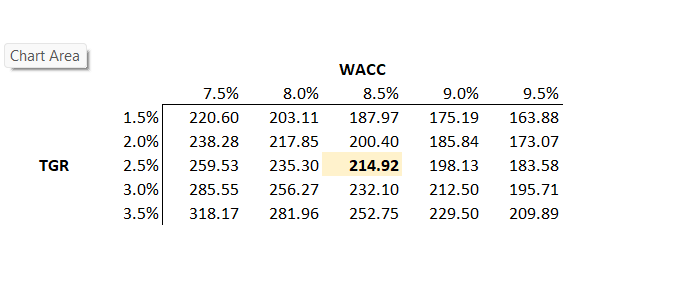 Chart Area
WACC
7.5% 8.0% 8.5% 9.0% 9.5%
1.5% 220.60 203.11 187.97 175.19 163.88
2.0% 238.28 217.85 200.40 185.84 173.07
TGR 2.5% 259.53 235.30 214.92 198.13 183.58
3.0% 285.55 256.27 232.10 212.50 195.71
3.5% 318.17 281.96 252.75 229.50 209.89